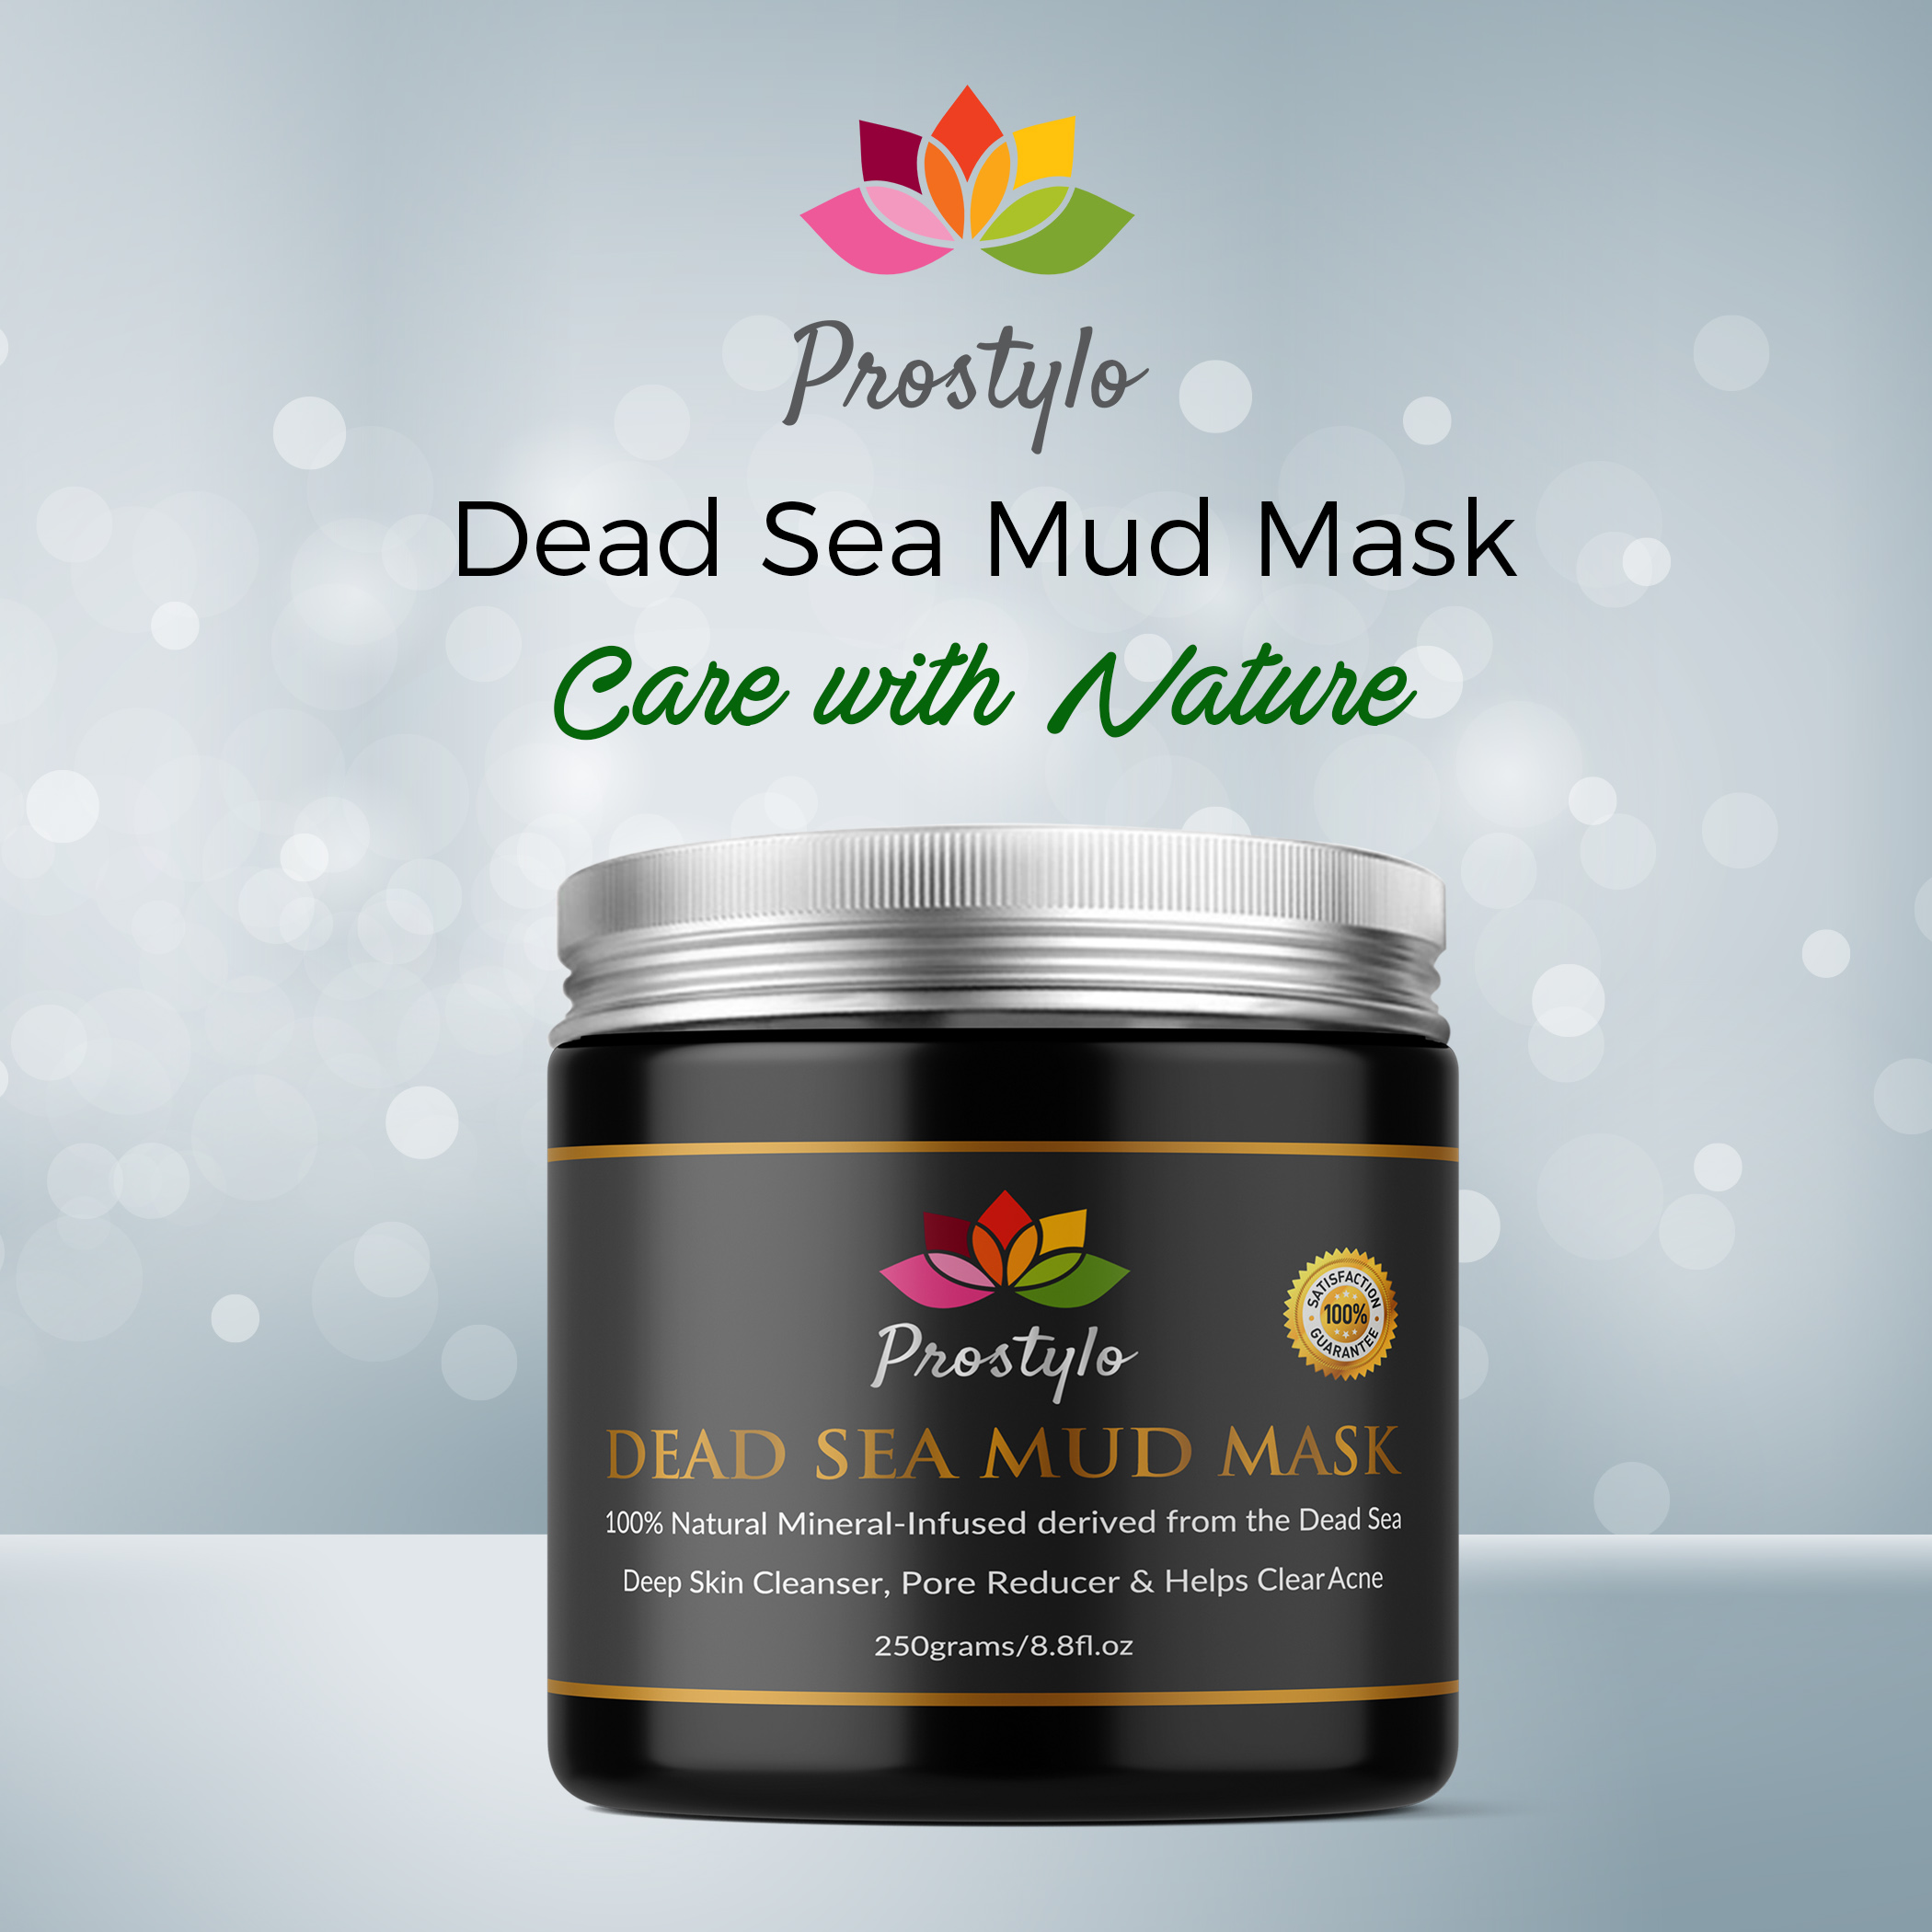 Prostylo
Dead Sea Mud Mask
Care with Nature
Prostylo
SATISFACTION
100%
GUARANTEE
DEAD SEA MUD MASK
100% Natural Mineral-Infused derived from the Dead Sea
Deep Skin Cleanser, Pore Reducer & Helps Clear Acne
250grams/8.8fl.oz